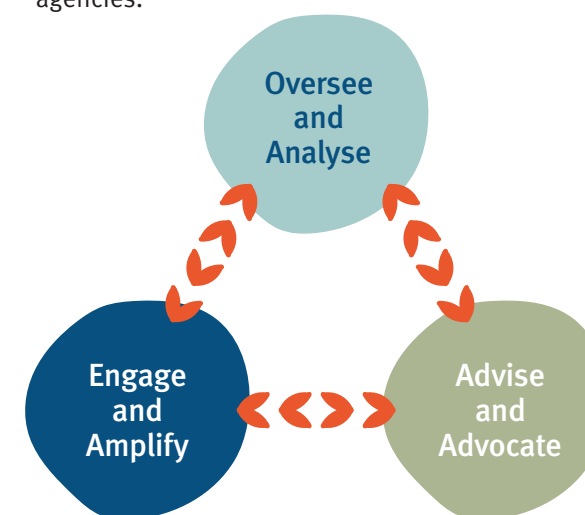 agencies.
Oversee
and
Analyse
Engage
and
Amplify
Advise
and
Advocate